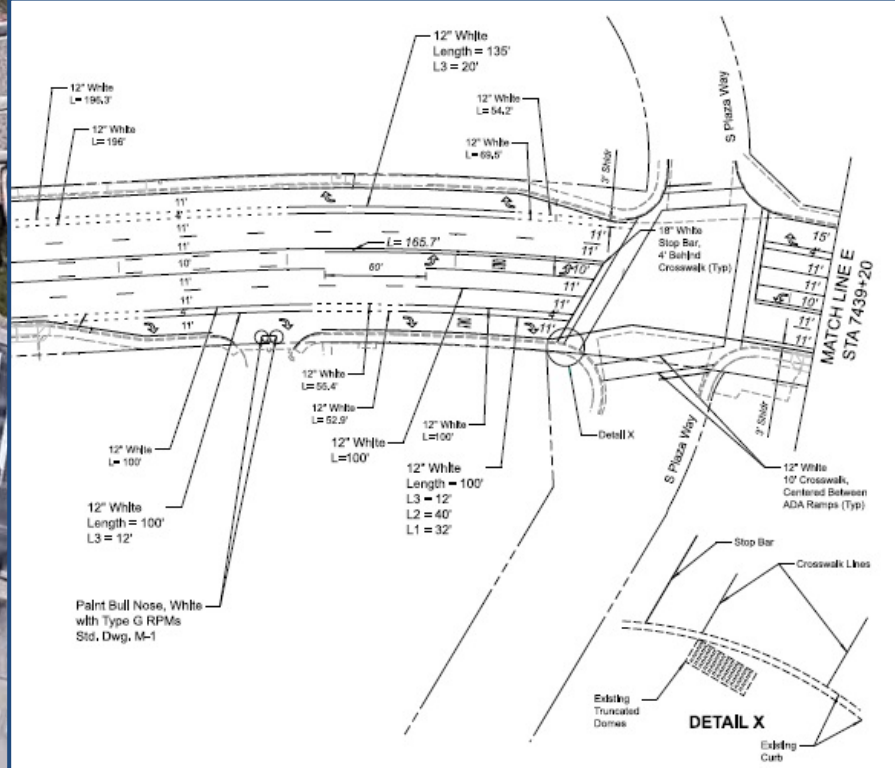 12" White
Length = 135'
L3 = 20'
12" White
L= 196.3'
12" White
L= 196'
12" White
L= 54.2'
12" White
L= 69.5'
3' Shldr
S Plaza Way
11'
4'
11'
11'
10'
11'
11'
4'
11'
L= 165.7'
60'
11'
11'
10'
11'
11'
11'
18" White
Stop Bar,
4' Behind
Crosswalk (Typ)
15'
4'
11'
11'
10'
11'
11'
MATCH LINE E
STA 7439+20
12" White
L= 55.4'
12" White
L= 52.9'
12" White
L=100'
12" White
L=100'
12" White
Length = 100'
L3 = 12'
L2 = 40'
L1 = 32'
Detail X
S Plaza Way
3' Shldr
12" White
L= 100'
12" White
Length = 100'
L3 = 12'
12" White
10' Crosswalk,
Centered Between
ADA Ramps (Typ)
Paint Bull Nose, White
with Type G RPMs
Std. Dwg. M-1
Stop Bar
Crosswalk Lines
Existing
Truncated
Domes
DETAIL X
Existing
Curb